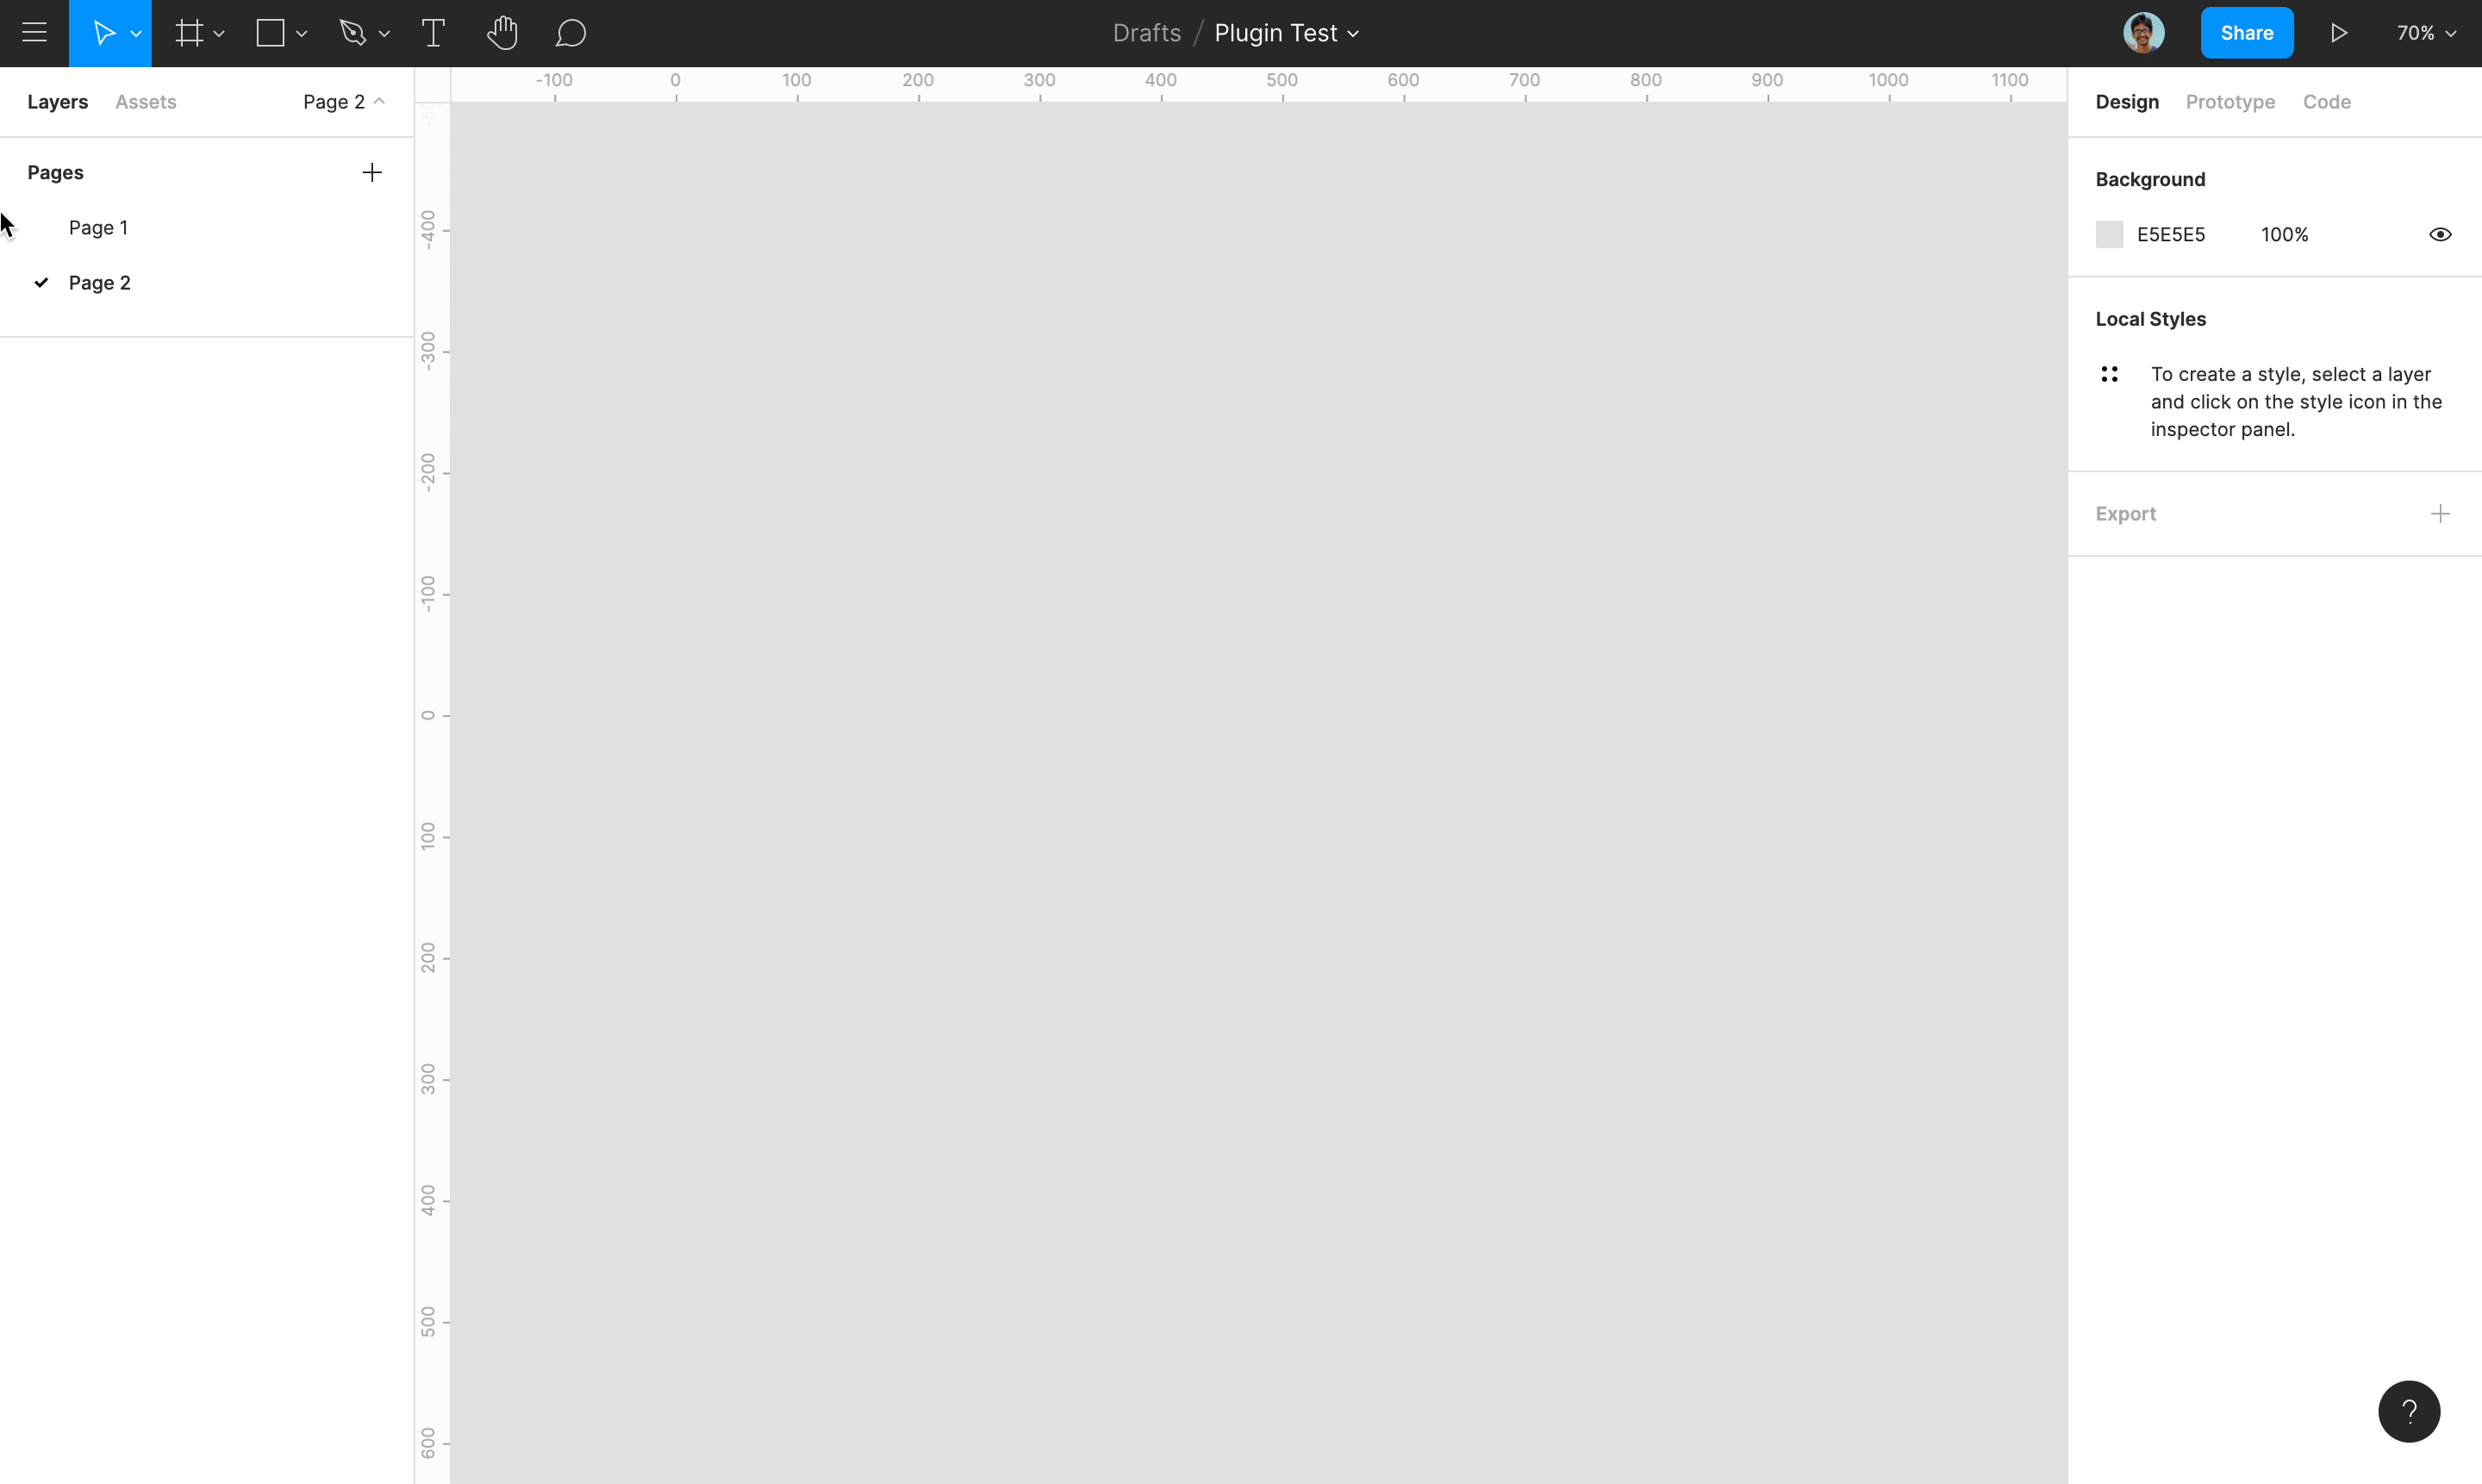 Drafts / Plugin Test
Share
70%
Layers Assets Page 2
Pages
Page 1
Page 2
-100 0 100 200 300 400 500 600 700 800 900 1000 1100
-400
-300
-200
-100
0
100
200
300
400
500
600
Design Prototype Code
Background
E5E5E5 100%
Local Styles
To create a style, select a layer
and click on the style icon in the
inspector panel.
Export
?